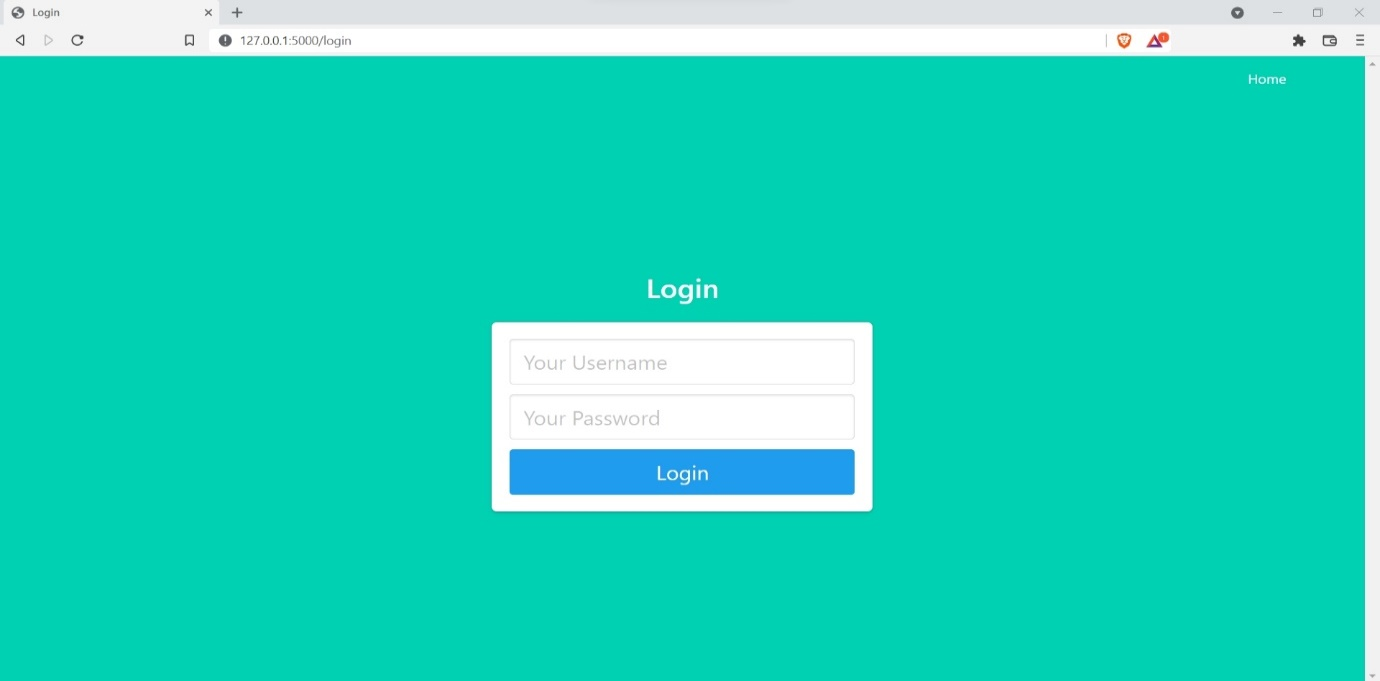 Login
127.0.0.1:5000/login
Home
Login
Your Username
Your Password
Login